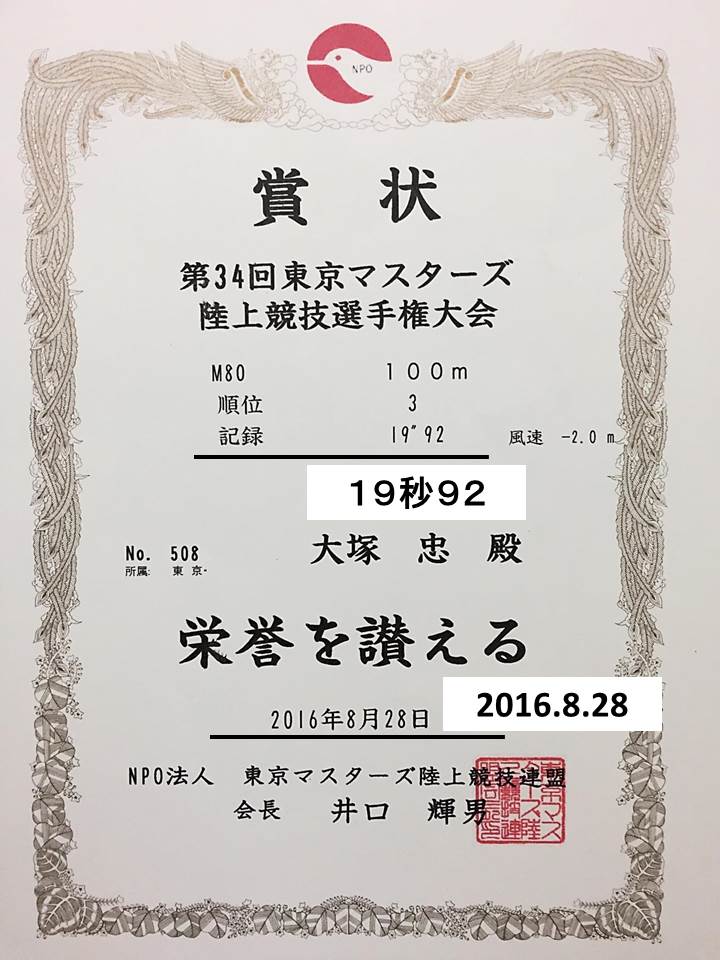 NPO
賞 状
第34回東京マスターズ
陸上競技選手権大会
M80 100m
順位 3
記録 19"92 風速 -2.0 m
19秒92
No. 508 大塚 忠 殿
所属: 東 京・
栄誉を讃える
2016年8月28日
2016.8.28
NPO法人 東京マスターズ陸上競技連盟
会長 井口 輝男